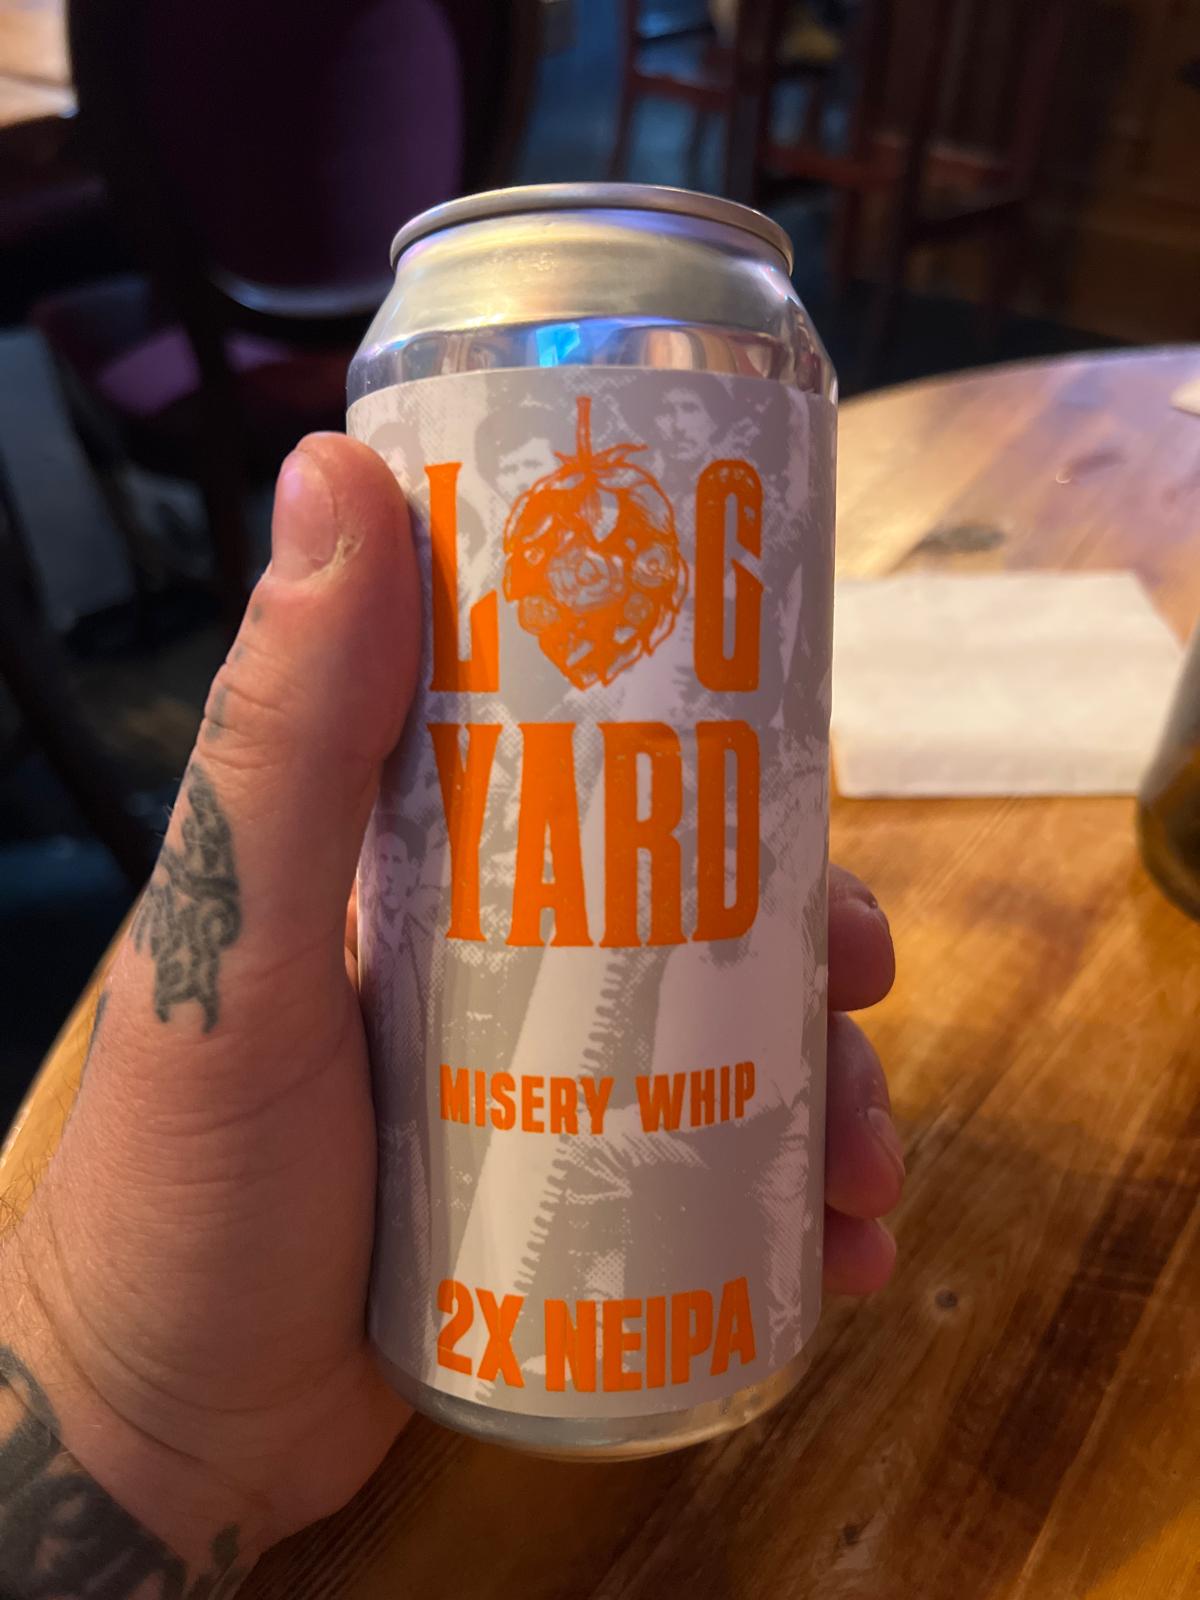 LOG
YARD
MISERY WHIP
2X NEIPA